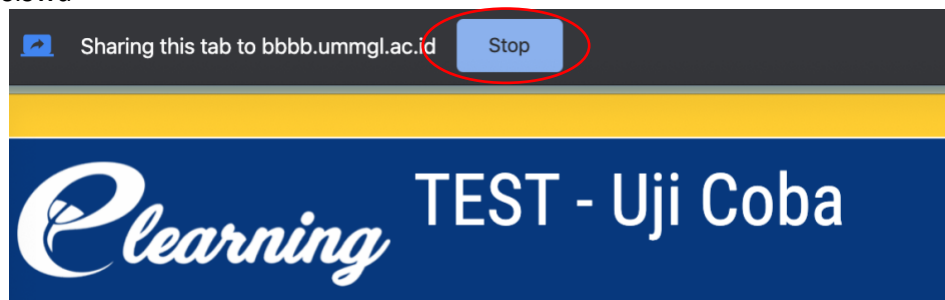 Sharing this tab to bbbb.ummgl.ac.id Stop
elearning TEST - Uji Coba